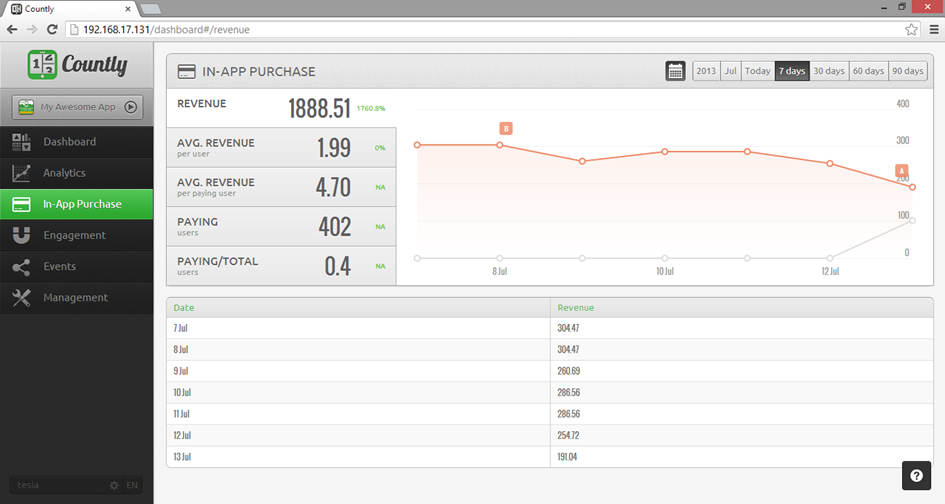 Countly
192.168.17.131/dashboard#/revenue
Countly
My Awesome App
Dashboard
Analytics
In-App Purchase
Engagement
Events
Management
tesla EN
IN-APP PURCHASE
2013 Jul Today 7 days 30 days 60 days 90 days
REVENUE 1888.51 1760.8%
AVG. REVENUE
per user
1.99 0%
AVG. REVENUE
per paying user
4.70 NA
PAYING
users
402 NA
PAYING/TOTAL
users
0.4 NA
400
300
200
100
0
B
A
8 Jul 10 Jul 12 Jul
Date Revenue
7 Jul 304.47
8 Jul 304.47
9 Jul 260.69
10 Jul 286.56
11 Jul 286.56
12 Jul 254.72
13 Jul 191.04
?